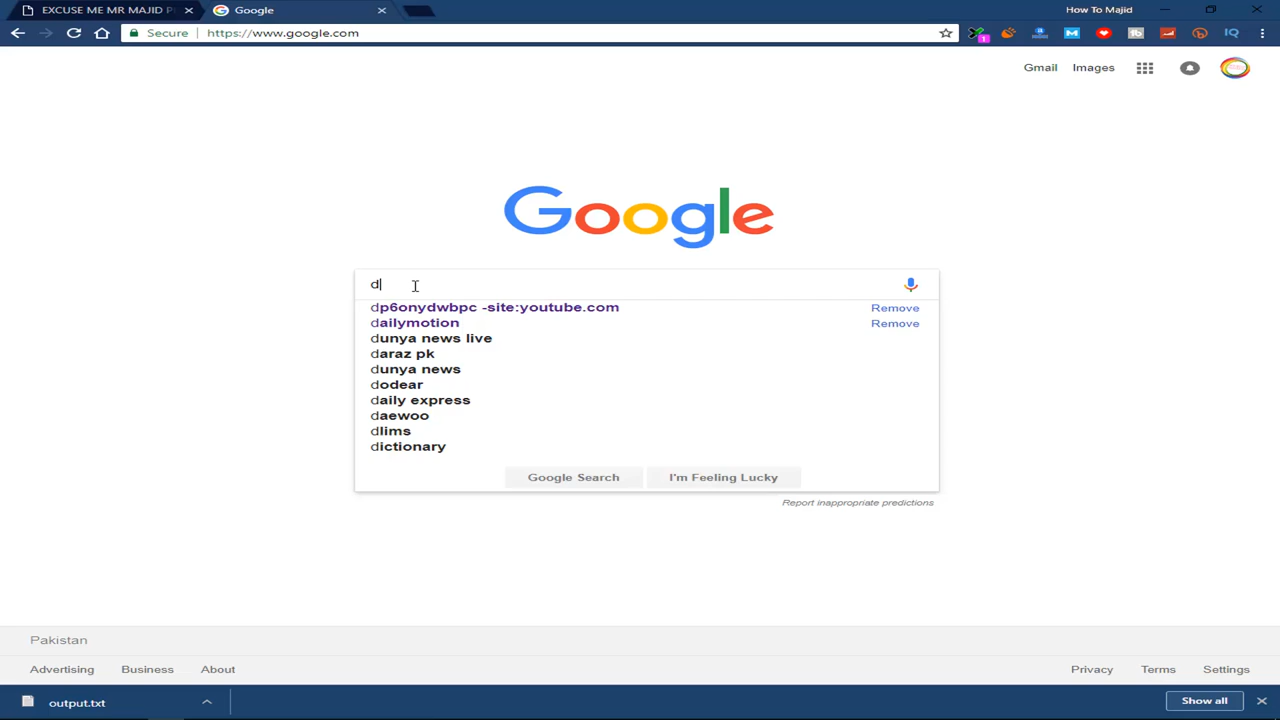 EXCUSE ME MR MAJID P
Google
How To Majid
Secure
https://www.google.com
1
IQ
Gmail
Images
Google
d
dp6onydwbpc -site:youtube.com
Remove
dailymotion
Remove
dunya news live
daraz pk
dunya news
dodear
daily express
daewoo
dlims
dictionary
Google Search
I'm Feeling Lucky
Report inappropriate predictions
Pakistan
Advertising
Business
About
Privacy
Terms
Settings
output.txt
Show all